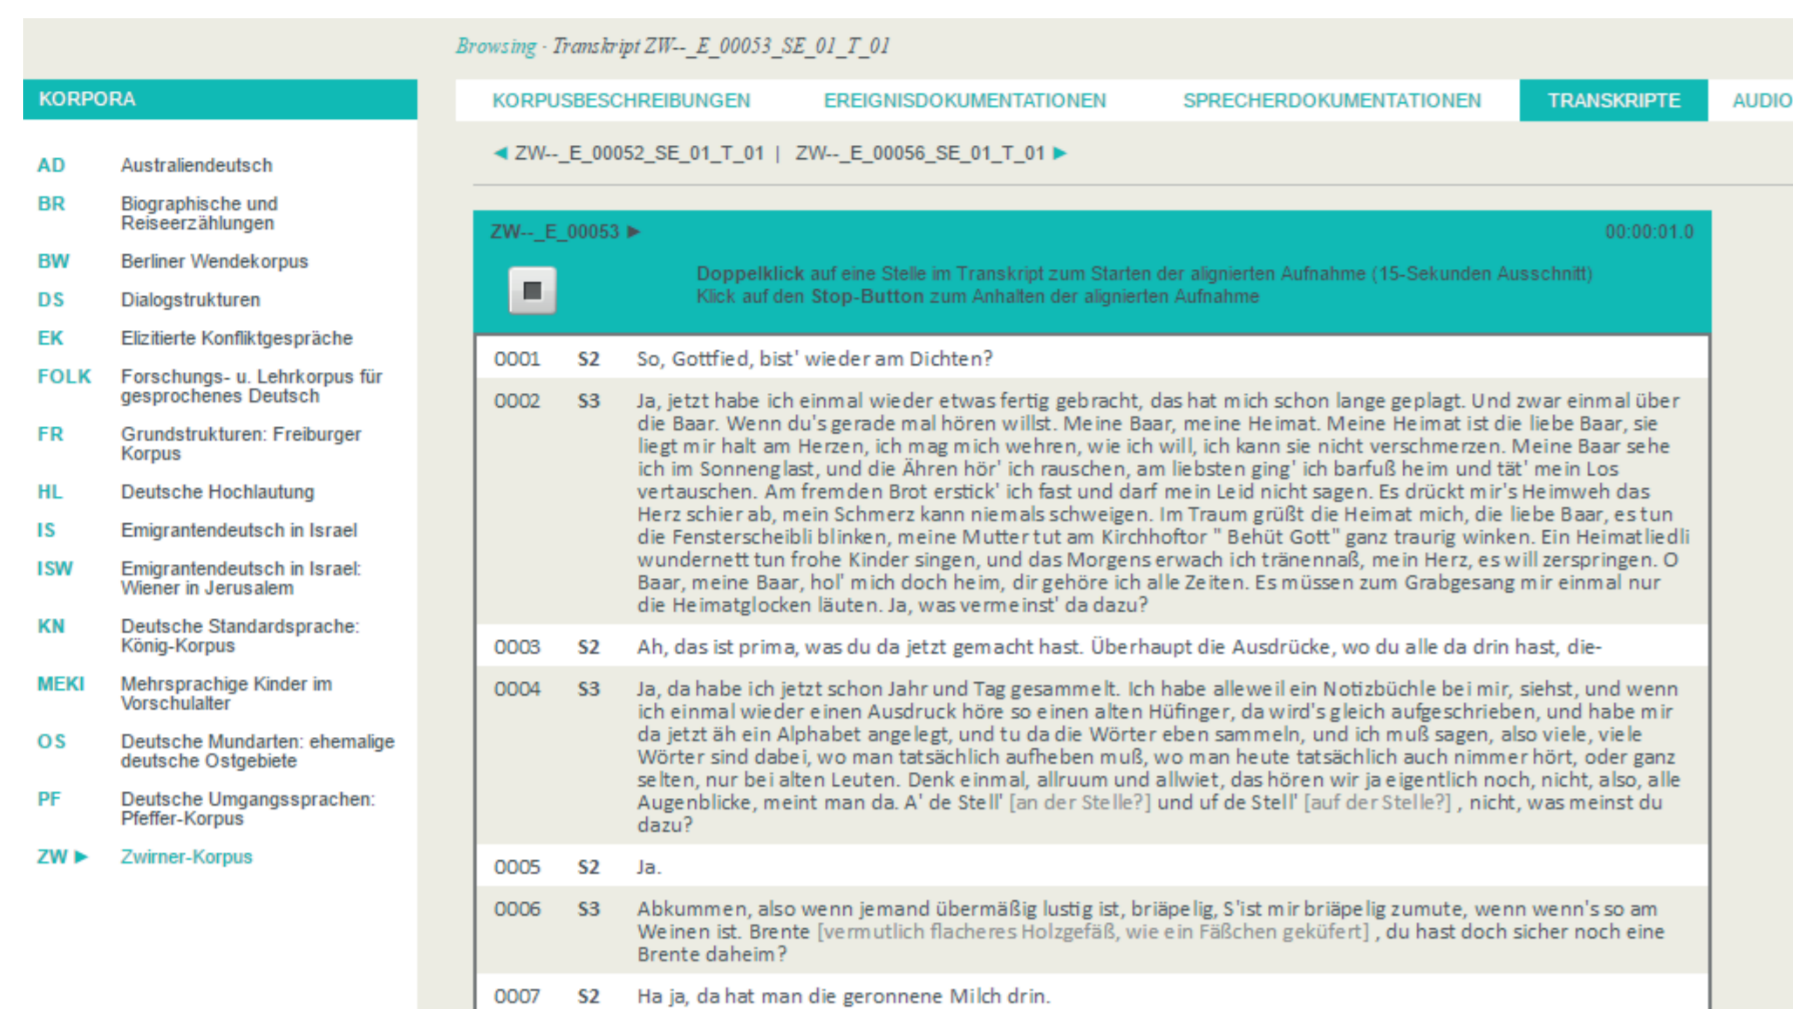 Browsing - Transkript ZW--_E_00053_SE_01_T_01
KORPORA
AD Australiendeutsch
BR Biographische und
Reiseerzählungen
BW Berliner Wendekorpus
DS Dialogstrukturen
EK Elizitierte Konfliktgespräche
FOLK Forschungs- u. Lehrkorpus für
gesprochenes Deutsch
FR Grundstrukturen: Freiburger
Korpus
HL Deutsche Hochlautung
IS Emigrantendeutsch in Israel
ISW Emigrantendeutsch in Israel:
Wiener in Jerusalem
KN Deutsche Standardsprache:
König-Korpus
MEKI Mehrsprachige Kinder im
Vorschulalter
OS Deutsche Mundarten: ehemalige
deutsche Ostgebiete
PF Deutsche Umgangssprachen:
Pfeffer-Korpus
ZW ► Zwirner-Korpus
KORPUSBESCHREIBUNGEN EREIGNISDOKUMENTATIONEN SPRECHERDOKUMENTATIONEN TRANSKRIPTE AUDIO
◄ ZW--_E_00052_SE_01_T_01 | ZW--_E_00056_SE_01_T_01 ►
ZW--_E_00053 ► 00:00:01.0
Doppelklick auf eine Stelle im Transkript zum Starten der alignierten Aufnahme (15-Sekunden Ausschnitt)
Klick auf den Stop-Button zum Anhalten der alignierten Aufnahme
0001 S2 So, Gottfied, bist' wieder am Dichten?
0002 S3 Ja, jetzt habe ich einmal wieder etwas fertig gebracht, das hat mich schon lange geplagt. Und zwar einmal über
die Baar. Wenn du's gerade mal hören willst. Meine Baar, meine Heimat. Meine Heimat ist die liebe Baar, sie
liegt mir halt am Herzen, ich mag mich wehren, wie ich will, ich kann sie nicht verschmerzen. Meine Baar sehe
ich im Sonnenglast, und die Ähren hör' ich rauschen, am liebsten ging' ich barfuß heim und tät' mein Los
vertauschen. Am fremden Brot erstick' ich fast und darf mein Leid nicht sagen. Es drückt mir's Heimweh das
Herz schier ab, mein Schmerz kann niemals schweigen. Im Traum grüßt die Heimat mich, die liebe Baar, es tun
die Fensterscheibli blinken, meine Mutter tut am Kirchhoftor " Behüt Gott" ganz traurig winken. Ein Heimatliedli
wundernett tun frohe Kinder singen, und das Morgens erwach ich tränennaß, mein Herz, es will zerspringen. O
Baar, meine Baar, hol' mich doch heim, dir gehöre ich alle Zeiten. Es müssen zum Grabgesang mir einmal nur
die Heimatglocken läuten. Ja, was vermeinst' da dazu?
0003 S2 Ah, das ist prima, was du da jetzt gemacht hast. Überhaupt die Ausdrücke, wo du alle da drin hast, die-
0004 S3 Ja, da habe ich jetzt schon Jahr und Tag gesammelt. Ich habe alleweil ein Notizbüchle bei mir, siehst, und wenn
ich einmal wieder einen Ausdruck höre so einen alten Hüfinger, da wird's gleich aufgeschrieben, und habe mir
da jetzt äh ein Alphabet angelegt, und tu da die Wörter eben sammeln, und ich muß sagen, also viele, viele
Wörter sind dabei, wo man tatsächlich aufheben muß, wo man heute tatsächlich auch nimmer hört, oder ganz
selten, nur bei alten Leuten. Denk einmal, allruum und allwiet, das hören wir ja eigentlich noch, nicht, also, alle
Augenblicke, meint man da. A' de Stell' [an der Stelle?] und uf de Stell' [auf der Stelle?] , nicht, was meinst du
dazu?
0005 S2 Ja.
0006 S3 Abkummen, also wenn jemand übermäßig lustig ist, briäpelig, S'ist mir briäpelig zumute, wenn wenn's so am
Weinen ist. Brente [vermutlich flacheres Holzgefäß, wie ein Fäßchen geküfert] , du hast doch sicher noch eine
Brente daheim?
0007 S2 Ha ja, da hat man die geronnene Milch drin.